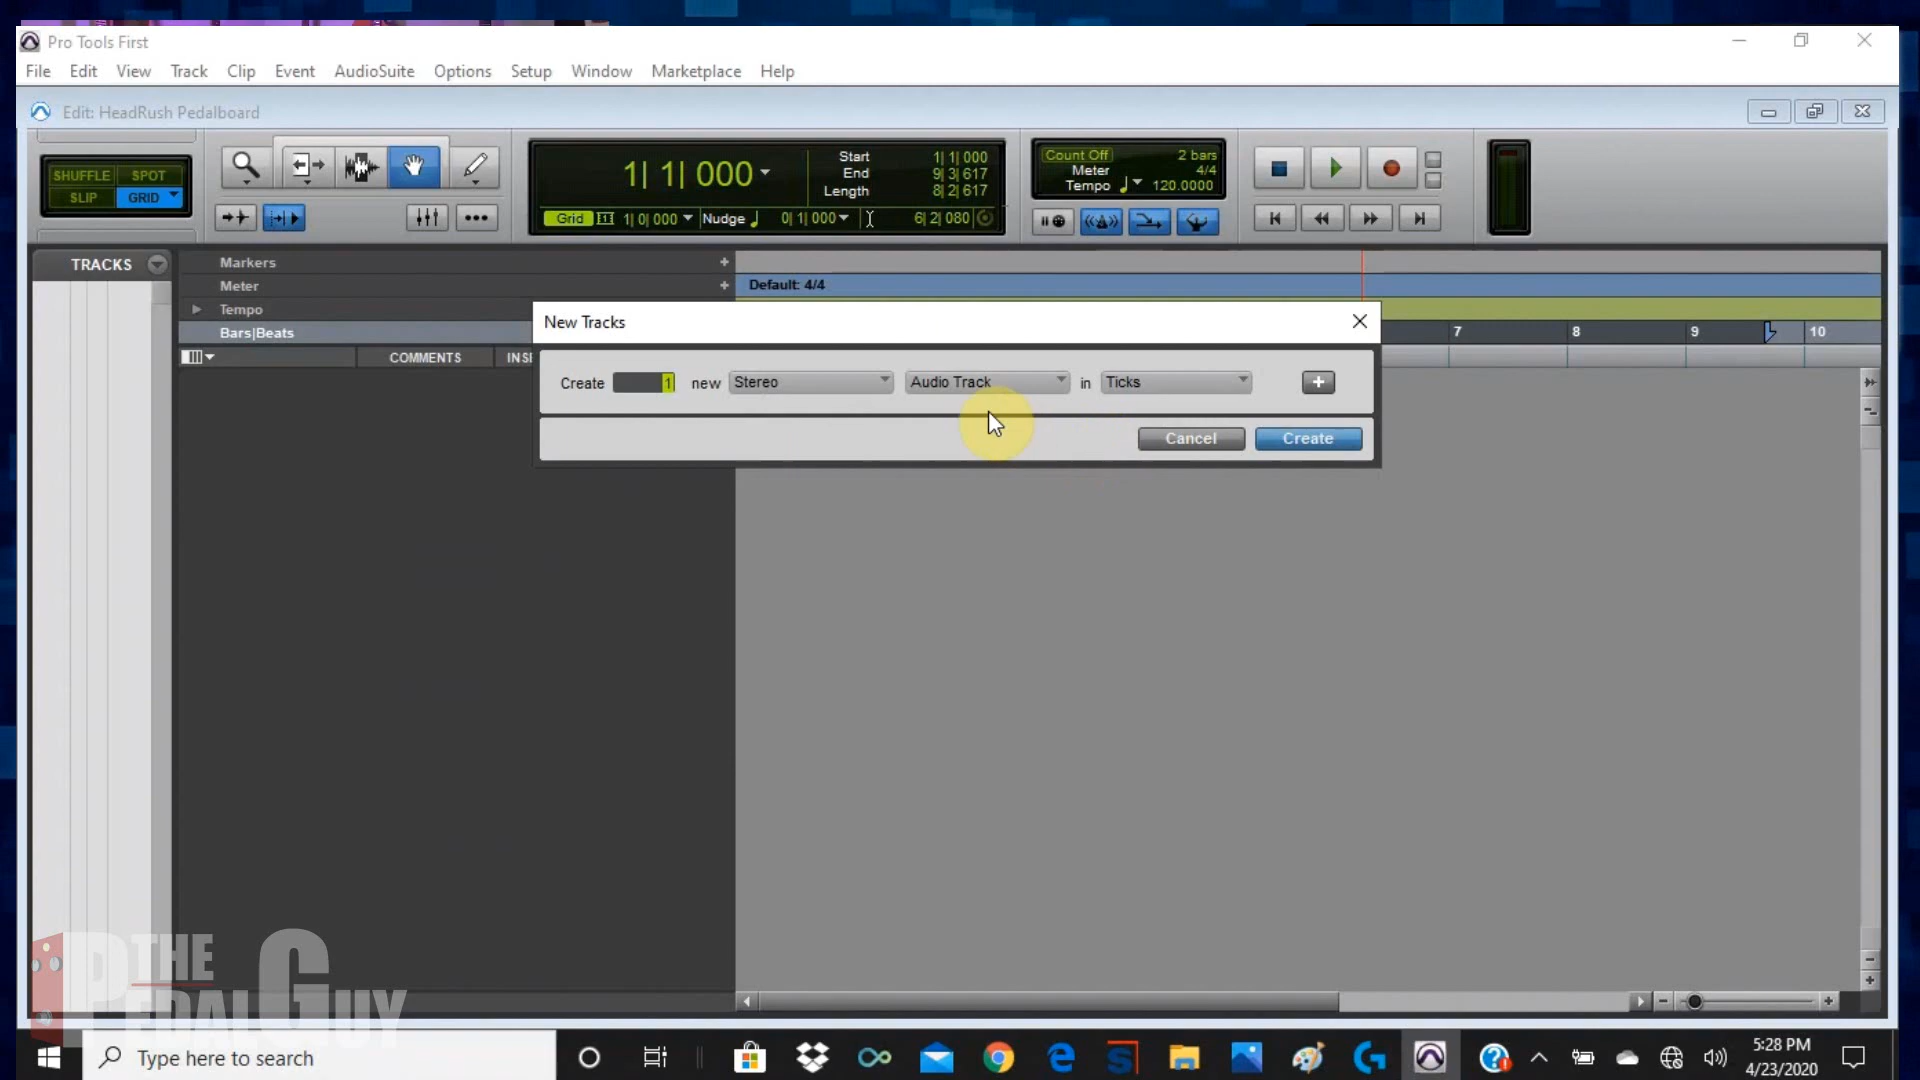 Pro Tools First
File Edit View Track Clip Event AudioSuite Options Setup Window Marketplace Help
Edit: HeadRush Pedalboard
SHUFFLE SPOT
SLIP GRID
1| 1| 000
Start 1| 1| 000
End 9| 3| 617
Length 8| 2| 617
Grid 1| 0| 000 Nudge 0| 1| 000 6| 2| 080
Count Off 2 bars
Meter 4/4
Tempo 120.0000
TRACKS
Markers
Meter Default: 4/4
Tempo
Bars|Beats 7 8 9 10
COMMENTS INS
New Tracks
Create 1 new Stereo Audio Track in Ticks
Cancel Create
THE
PEDAL GUY
Type here to search
5:28 PM
4/23/2020